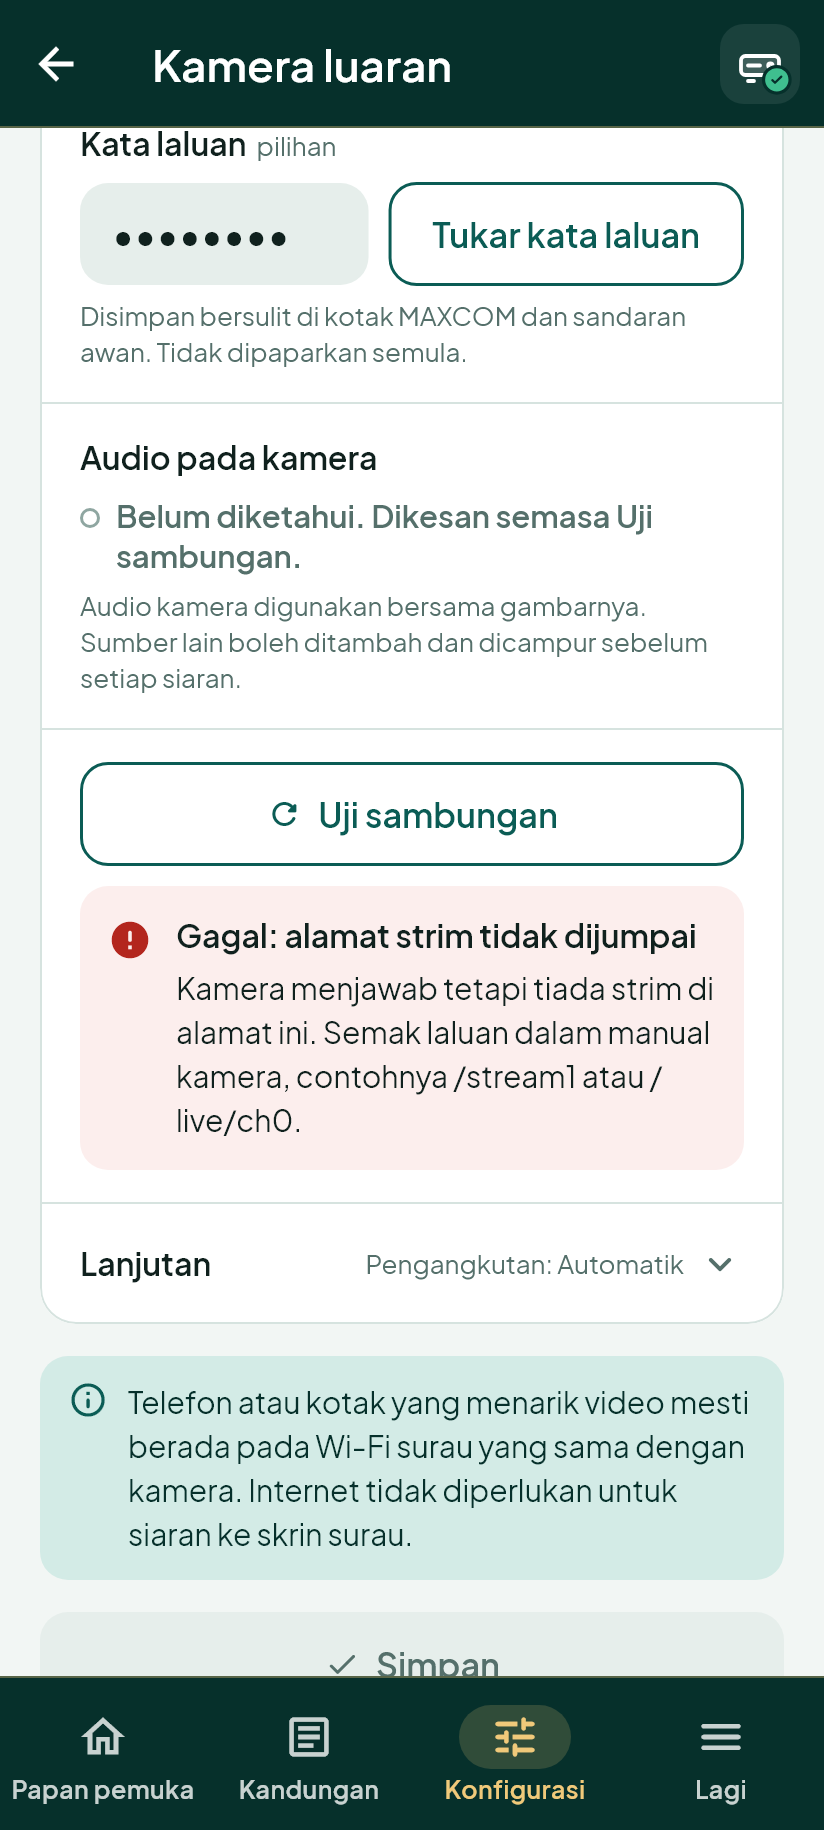 Kamera luaran
Kata laluan pilihan
••••••••
Tukar kata laluan
Disimpan bersulit di kotak MAXCOM dan sandaran
awan. Tidak dipaparkan semula.
Audio pada kamera
Belum diketahui. Dikesan semasa Uji
sambungan.
Audio kamera digunakan bersama gambarnya.
Sumber lain boleh ditambah dan dicampur sebelum
setiap siaran.
Uji sambungan
Gagal: alamat strim tidak dijumpai
Kamera menjawab tetapi tiada strim di
alamat ini. Semak laluan dalam manual
kamera, contohnya /stream1 atau /
live/ch0.
Lanjutan
Pengangkutan: Automatik
Telefon atau kotak yang menarik video mesti
berada pada Wi-Fi surau yang sama dengan
kamera. Internet tidak diperlukan untuk
siaran ke skrin surau.
Simpan
Papan pemuka
Kandungan
Konfigurasi
Lagi